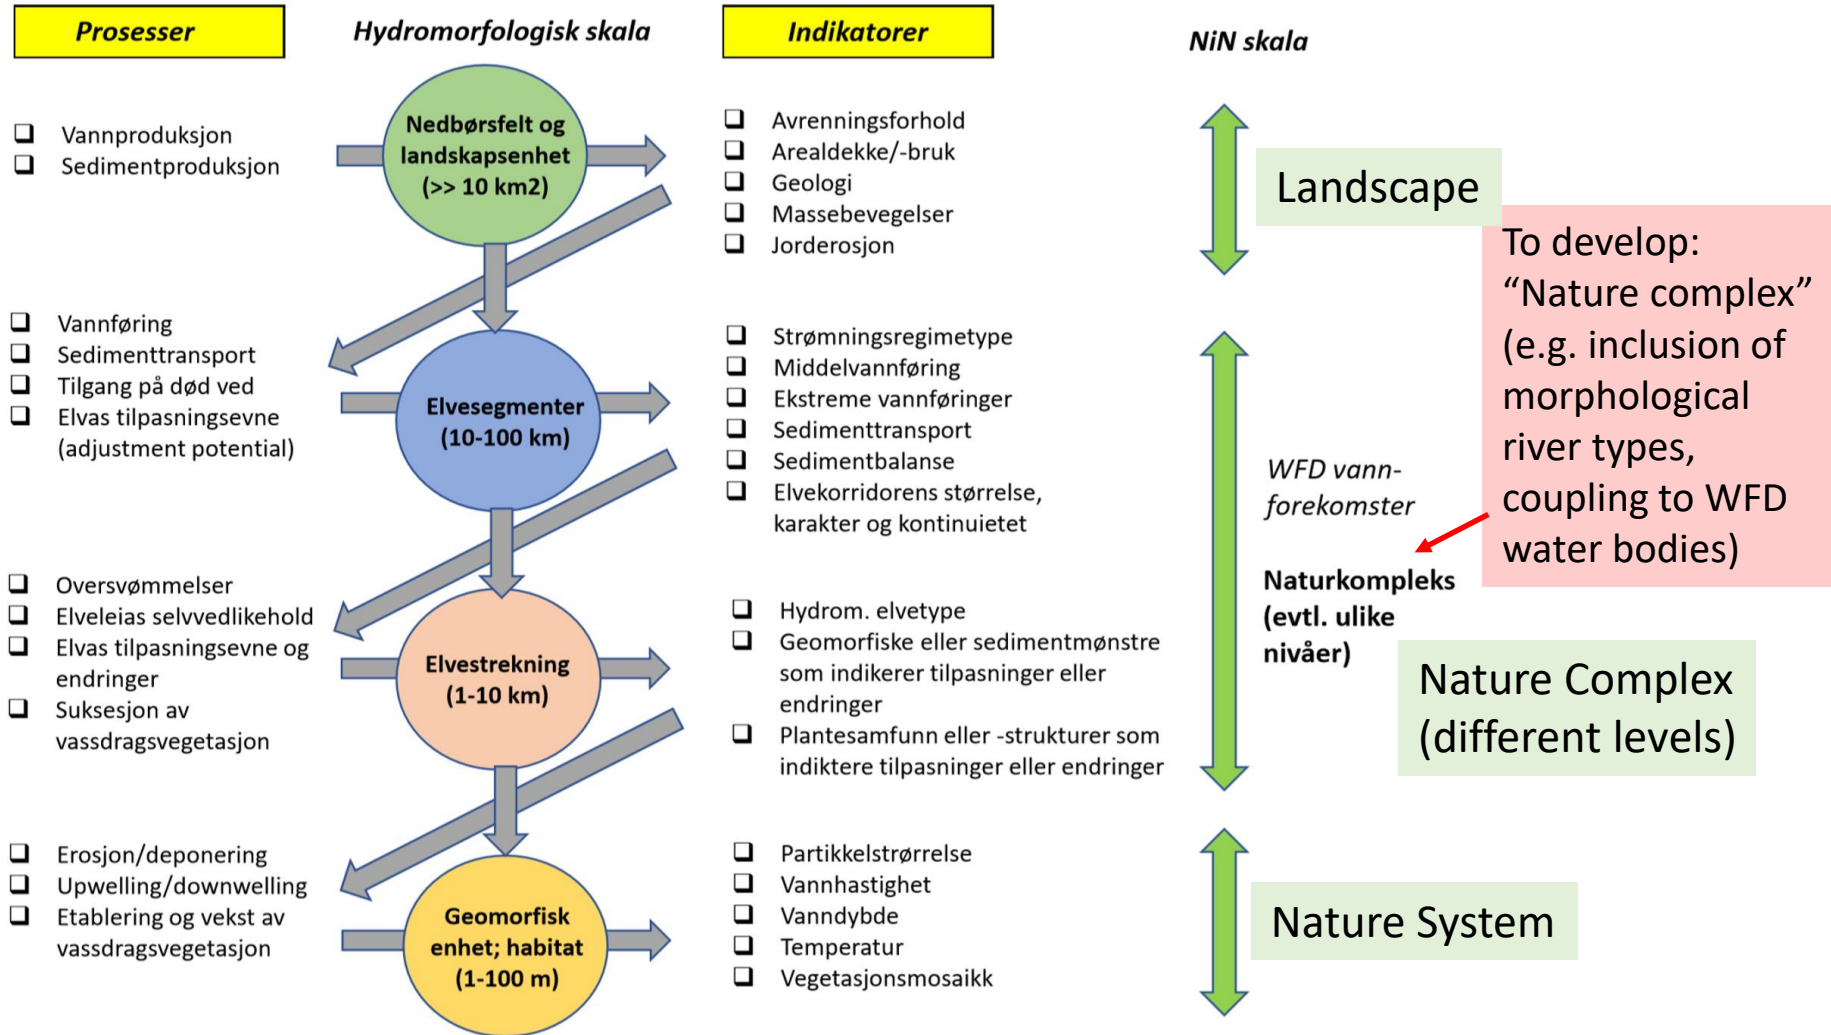 Prosesser
Hydromorfologisk skala
Indikatorer
NiN skala
Vannproduksjon
Sedimentproduksjon
Nedbørsfelt og
landskapsenhet
(>> 10 km2)
Avrenningsforhold
Arealdekke/-bruk
Geologi
Massebevegelser
Jorderosjon
Landscape
To develop:
“Nature complex”
(e.g. inclusion of
morphological
river types,
coupling to WFD
water bodies)
Vannføring
Sedimenttransport
Tilgang på død ved
Elvas tilpasningsevne
(adjustment potential)
Elvesegmenter
(10-100 km)
Strømningsregimetype
Middelvannføring
Ekstreme vannføringer
Sedimenttransport
Sedimentbalanse
Elvekorridorens størrelse,
karakter og kontinuietet
WFD vann-
forekomster
Naturkompleks
(evtl. ulike
nivåer)
Nature Complex
(different levels)
Oversvømmelser
Elveleias selvvedlikehold
Elvas tilpasningsevne og
endringer
Suksesjon av
vassdragsvegetasjon
Elvestrekning
(1-10 km)
Hydrom. elvetype
Geomorfiske eller sedimentmønstre
som indikerer tilpasninger eller
endringer
Plantesamfunn eller -strukturer som
indiktere tilpasninger eller endringer
Erosjon/deponering
Upwelling/downwelling
Etablering og vekst av
vassdragsvegetasjon
Geomorfisk
enhet; habitat
(1-100 m)
Partikkelstrørrelse
Vannhastighet
Vanndybde
Temperatur
Vegetasjonsmosaikk
Nature System